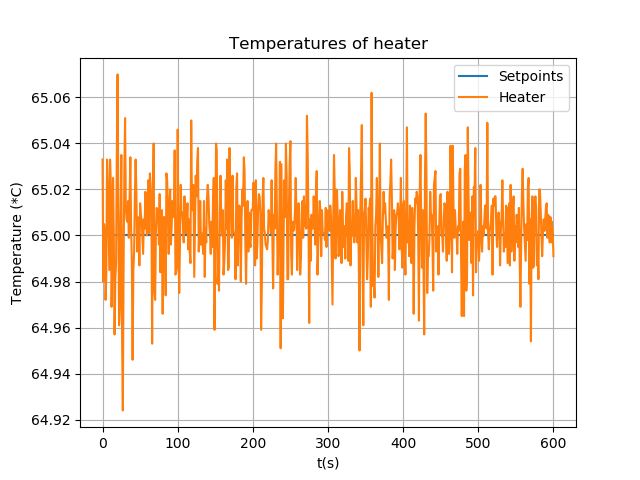 Temperatures of heater
Setpoints
Heater
Temperature (*C)
65.06
65.04
65.02
65.00
64.98
64.96
64.94
64.92
0 100 200 300 400 500 600
t(s)